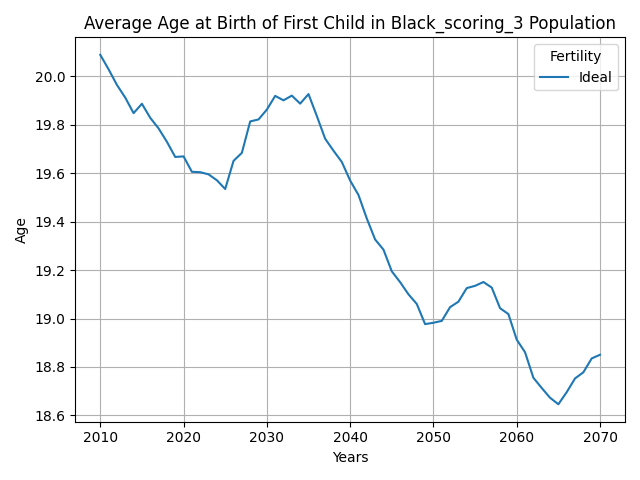 Average Age at Birth of First Child in Black_scoring_3 Population
Fertility
Ideal
Age
20.0
19.8
19.6
19.4
19.2
19.0
18.8
18.6
2010 2020 2030 2040 2050 2060 2070
Years